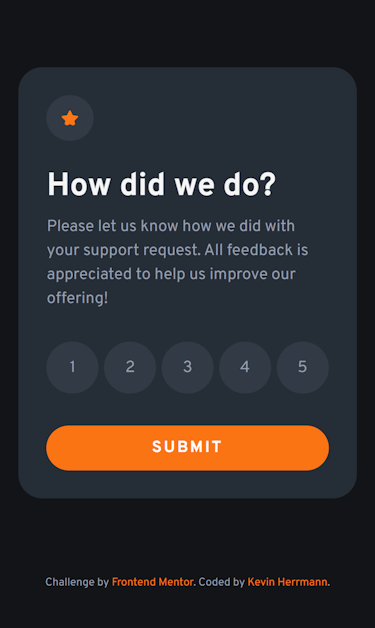 How did we do?
Please let us know how we did with
your support request. All feedback is
appreciated to help us improve our
offering!
1 2 3 4 5
SUBMIT
Challenge by Frontend Mentor. Coded by Kevin Herrmann.